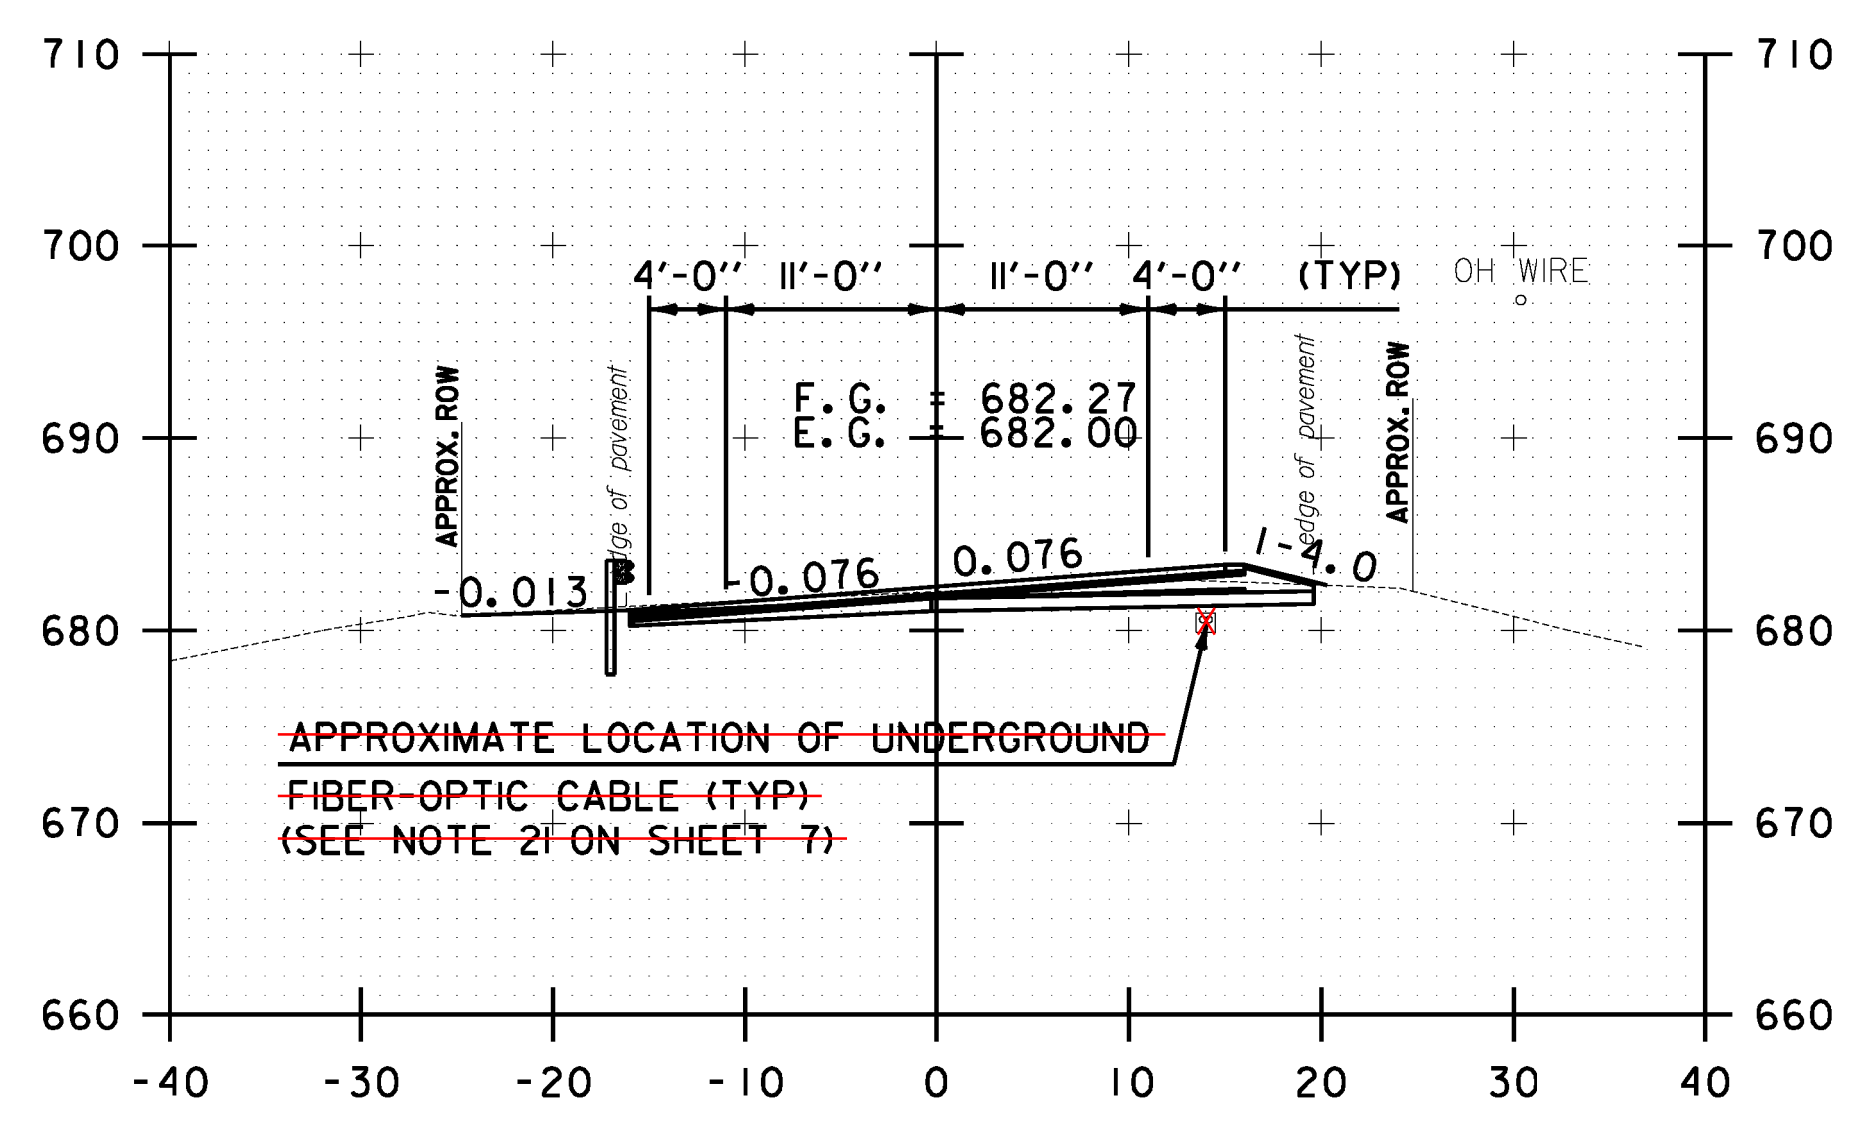 710
710
700
700
4'-0"
11'-0"
11'-0"
4'-0"
(TYP)
OH WIRE
APPROX. ROW
edge of pavement
edge of pavement
APPROX. ROW
F.G. = 682.27
E.G. = 682.00
690
690
-0.013
-0.076
0.076
1-4.0
680
680
APPROXIMATE LOCATION OF UNDERGROUND
FIBER-OPTIC CABLE (TYP)
(SEE NOTE 21 ON SHEET 7)
670
670
660
660
-40
-30
-20
-10
0
10
20
30
40